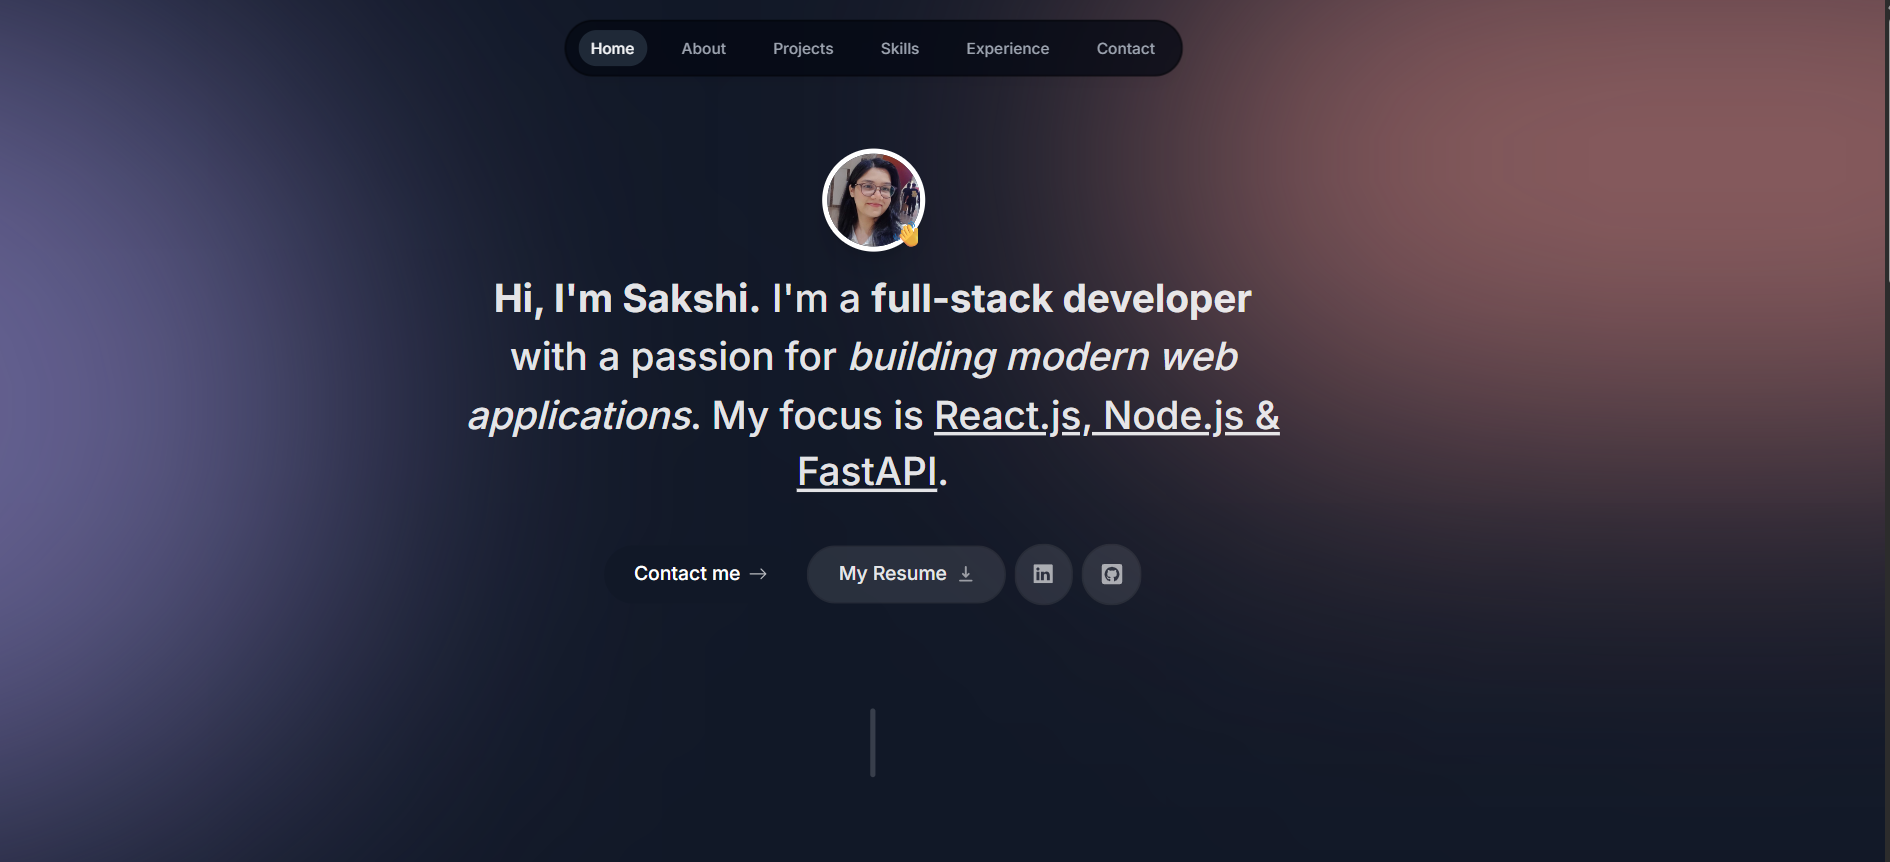 Home About Projects Skills Experience Contact
Hi, I'm Sakshi. I'm a full-stack developer
with a passion for building modern web
applications. My focus is React.js, Node.js &
FastAPI.
Contact me → My Resume in